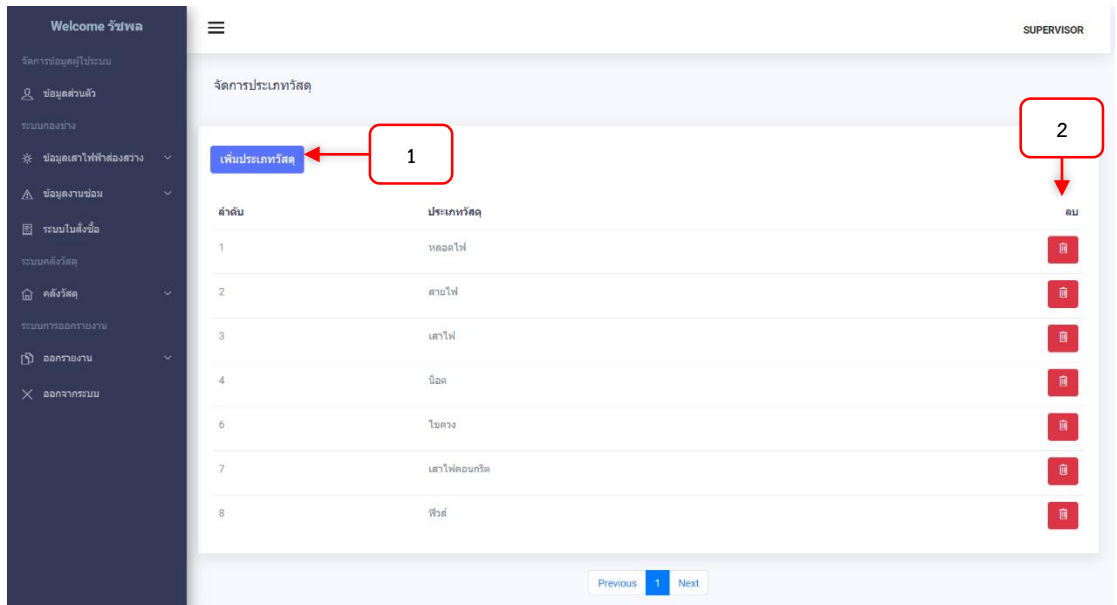 Welcome รัชพล
SUPERVISOR
จัดการข้อมูลผู้ใช้ระบบ
ข้อมูลส่วนตัว
ระบบกองช่าง
ข้อมูลเสาไฟฟ้าส่องสว่าง
ข้อมูลงานซ่อม
ระบบใบสั่งซื้อ
ระบบคลังวัสดุ
คลังวัสดุ
ระบบการออกรายงาน
ออกรายงาน
ออกจากระบบ
จัดการประเภทวัสดุ
เพิ่มประเภทวัสดุ
1
2
ลำดับ ประเภทวัสดุ ลบ
1 หลอดไฟ
2 สายไฟ
3 เสาไฟ
4 น็อต
6 ไขควง
7 เสาไฟคอนกรีต
8 ฟิวส์
Previous 1 Next